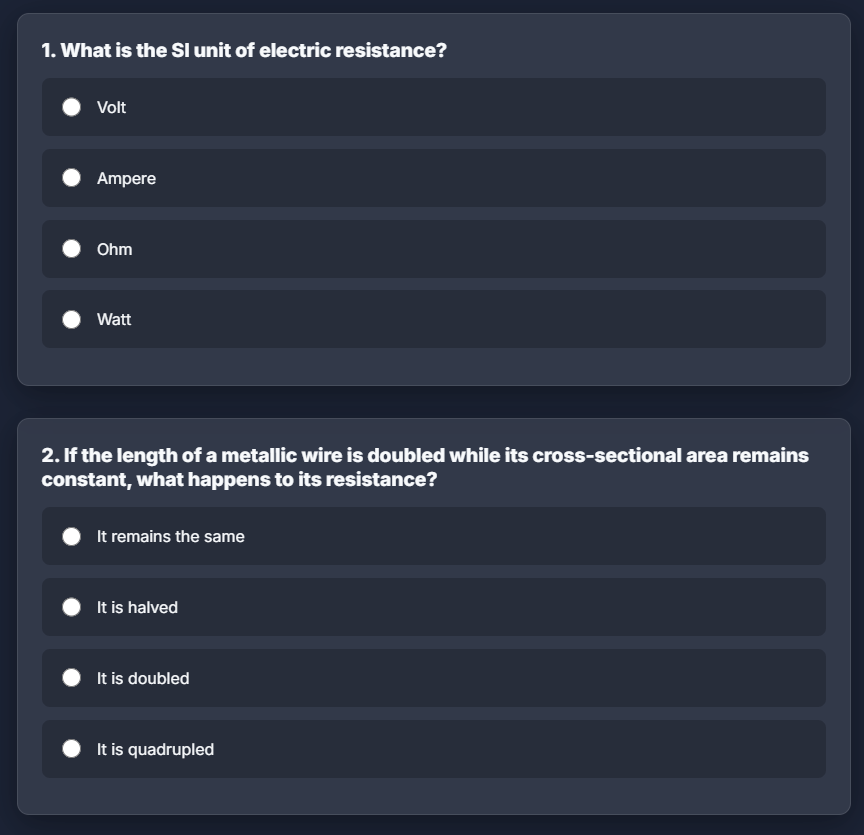 1. What is the SI unit of electric resistance?
Volt
Ampere
Ohm
Watt
2. If the length of a metallic wire is doubled while its cross-sectional area remains
constant, what happens to its resistance?
It remains the same
It is halved
It is doubled
It is quadrupled